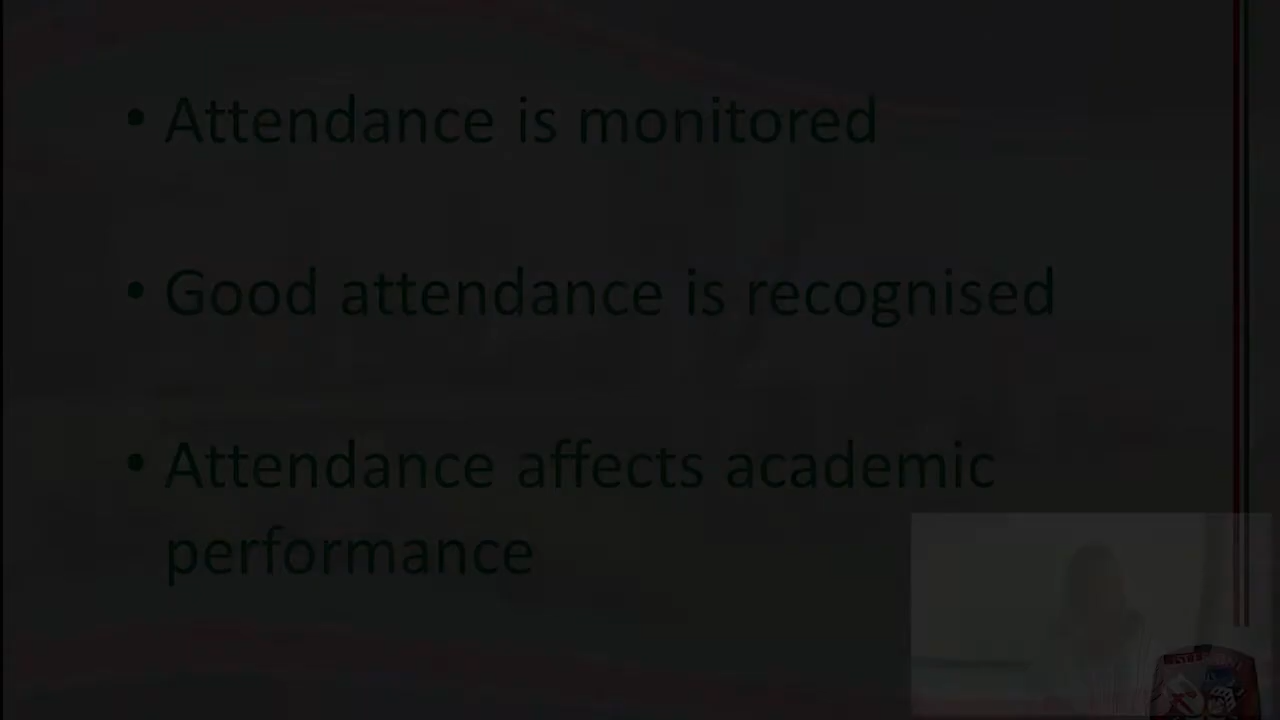 • Attendance is monitored
• Good attendance is recognised
• Attendance affects academic
performance